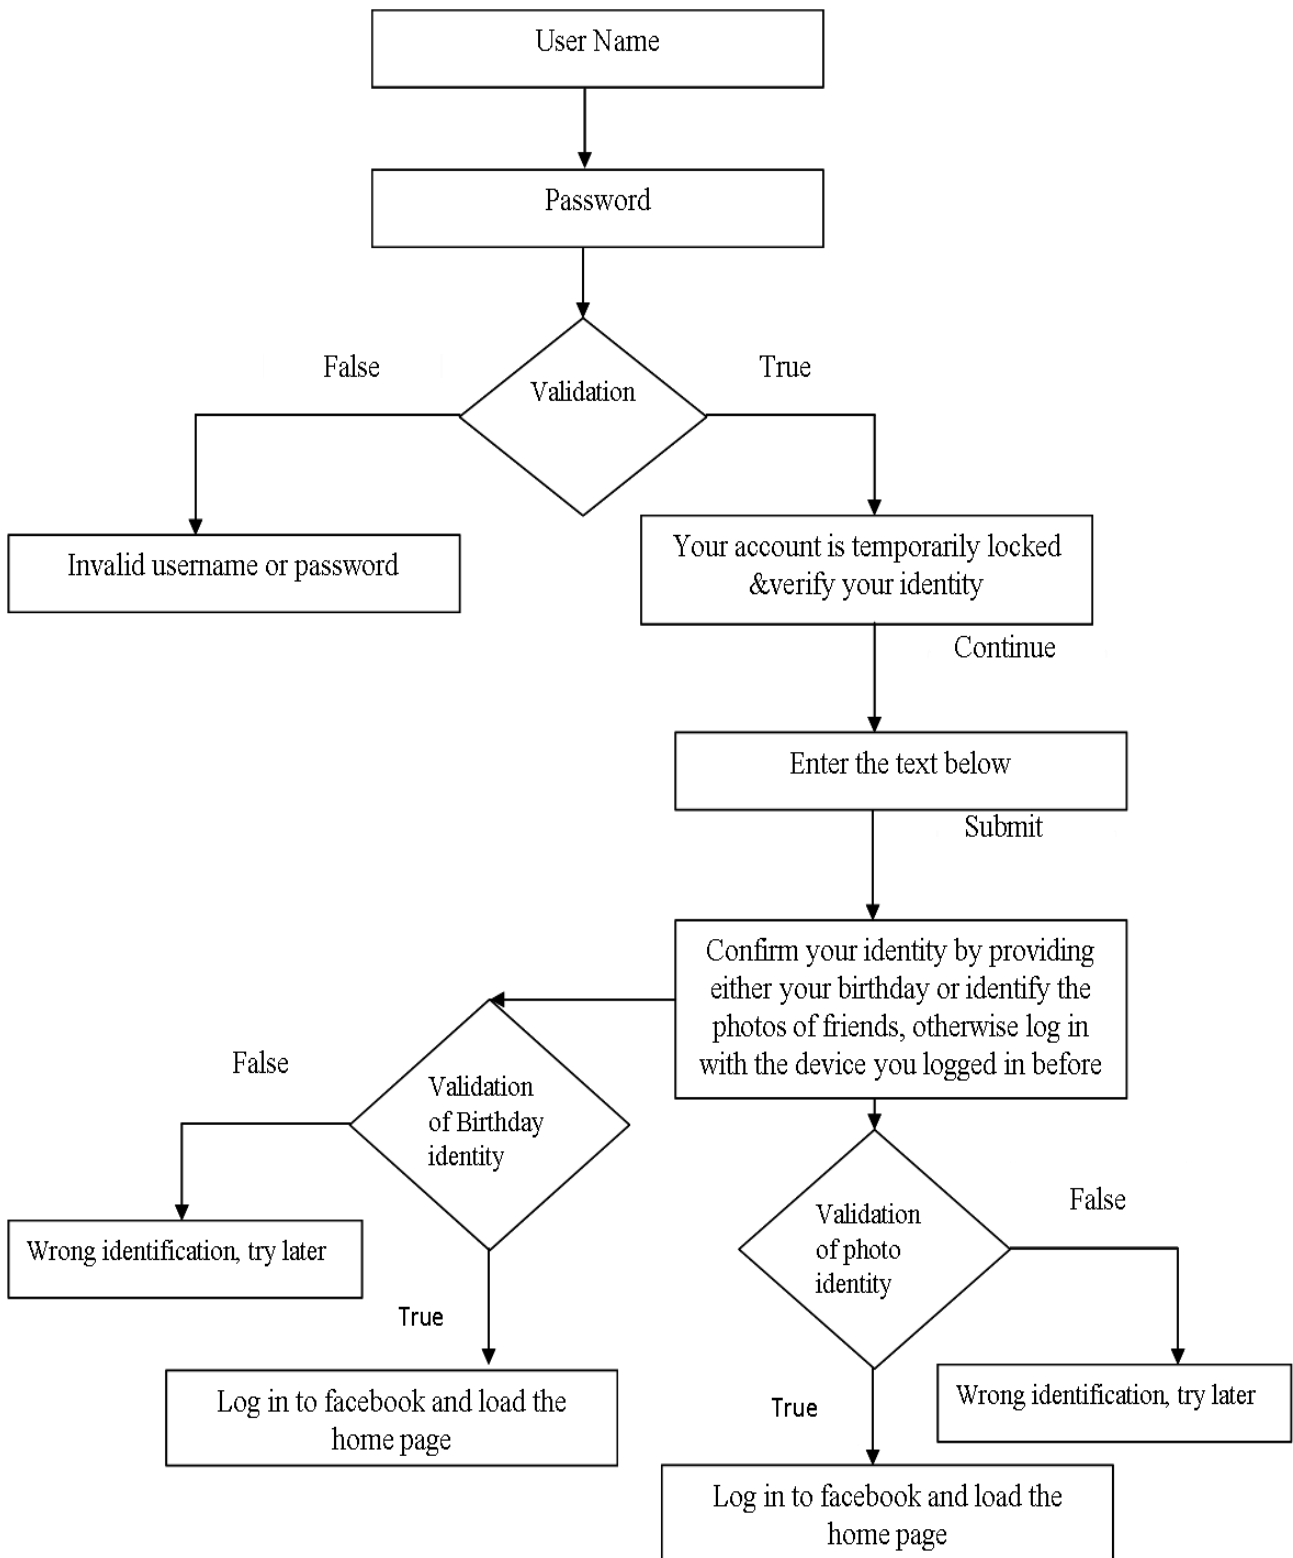 User Name
Password
False
True
Validation
Invalid username or password
Your account is temporarily locked
&verify your identity
Continue
Enter the text below
Submit
Confirm your identity by providing
either your birthday or identify the
photos of friends, otherwise log in
with the device you logged in before
False
Validation
of Birthday
identity
False
Validation
of photo
identity
Wrong identification, try later
True
Log in to facebook and load the
home page
Wrong identification, try later
True
Log in to facebook and load the
home page